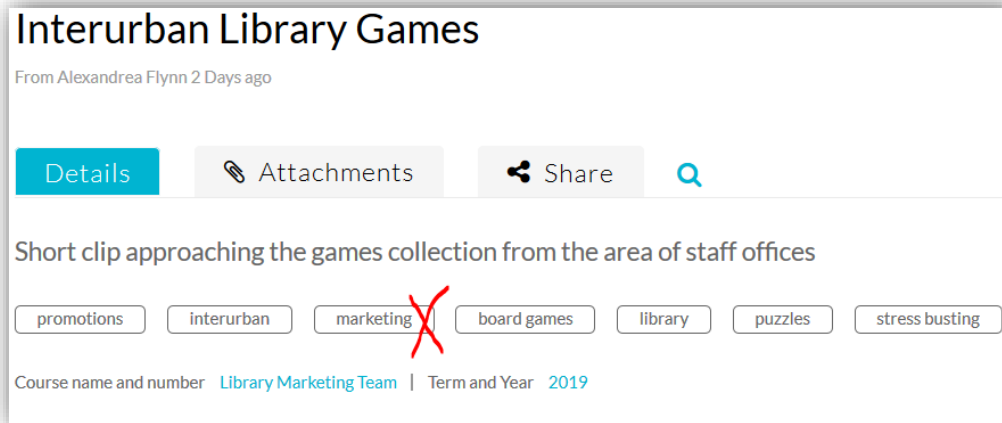 Interurban Library Games
From Alexandrea Flynn 2 Days ago
Details Attachments Share
Short clip approaching the games collection from the area of staff offices
promotions interurban marketing board games library puzzles stress busting
Course name and number Library Marketing Team | Term and Year 2019